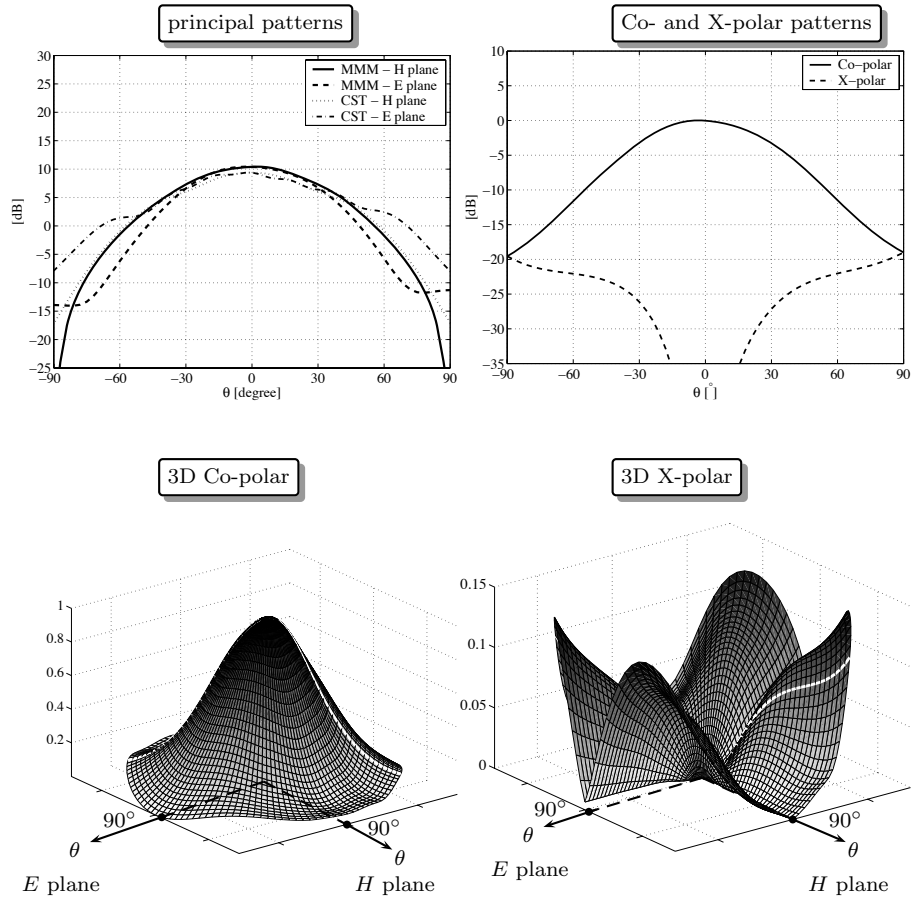 principal patterns
30
25
20
15
10
5
0
−5
−10
−15
−20
−25
[dB]
MMM − H plane
MMM − E plane
CST − H plane
CST − E plane
−90 −60 −30 0 30 60 90
θ [degree]
Co- and X-polar patterns
10
5
0
−5
−10
−15
−20
−25
−30
−35
[dB]
Co−polar
X−polar
−90 −60 −30 0 30 60 90
θ [°]
3D Co-polar
1
0.8
0.6
0.4
0.2
90°
θ
E plane
90°
θ
H plane
3D X-polar
0.15
0.1
0.05
0
90°
θ
E plane
90°
θ
H plane